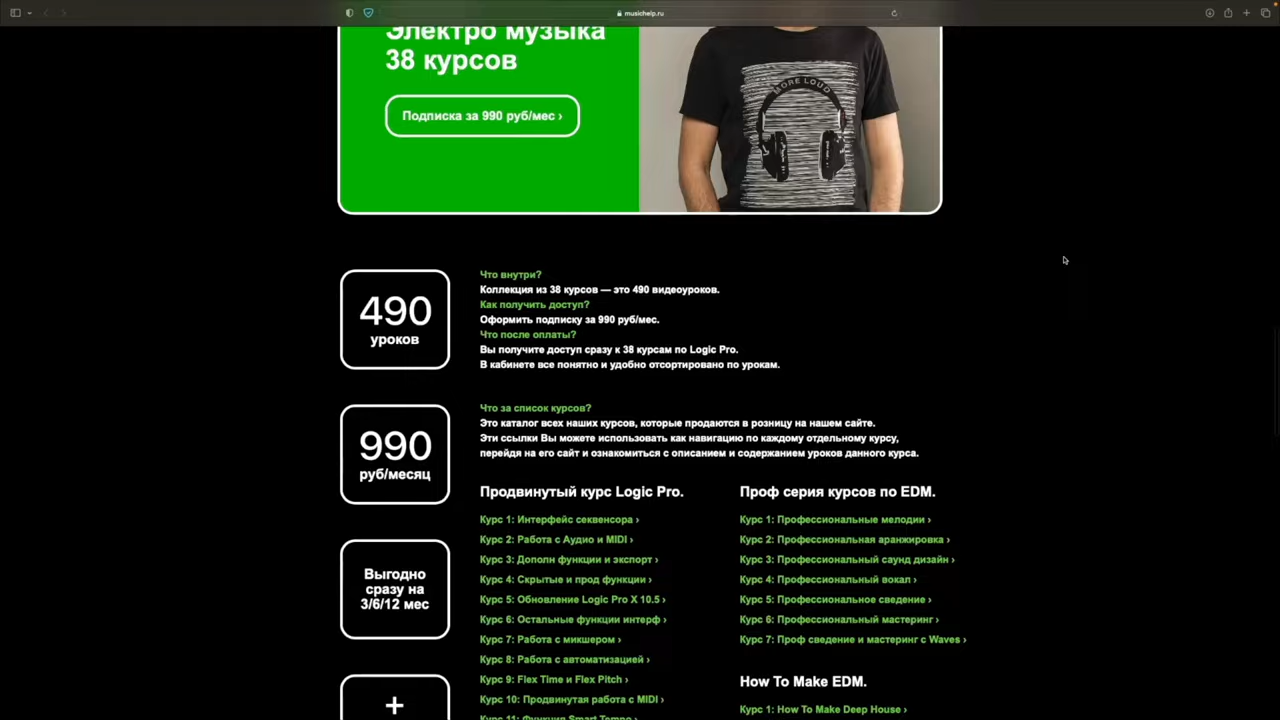 musichelp.ru
Электро музыка
38 курсов
Подписка за 990 руб/мес ›
MORE LOUD
490
уроков
Что внутри?
Коллекция из 38 курсов — это 490 видеоуроков.
Как получить доступ?
Оформить подписку за 990 руб/мес.
Что после оплаты?
Вы получите доступ сразу к 38 курсам по Logic Pro.
В кабинете все понятно и удобно отсортировано по урокам.
990
руб/месяц
Что за список курсов?
Это каталог всех наших курсов, которые продаются в розницу на нашем сайте.
Эти ссылки Вы можете использовать как навигацию по каждому отдельному курсу,
перейдя на его сайт и ознакомиться с описанием и содержанием уроков данного курса.
Выгодно
сразу на
3/6/12 мес
+
Продвинутый курс Logic Pro.
Курс 1: Интерфейс секвенсора ›
Курс 2: Работа с Аудио и MIDI ›
Курс 3: Дополн функции и экспорт ›
Курс 4: Скрытые и прод функции ›
Курс 5: Обновление Logic Pro X 10.5 ›
Курс 6: Остальные функции интерф ›
Курс 7: Работа с микшером ›
Курс 8: Работа с автоматизацией ›
Курс 9: Flex Time и Flex Pitch ›
Курс 10: Продвинутая работа с MIDI ›
Курс 11: Функция Smart Tempo ›
Проф серия курсов по EDM.
Курс 1: Профессиональные мелодии ›
Курс 2: Профессиональная аранжировка ›
Курс 3: Профессиональный саунд дизайн ›
Курс 4: Профессиональный вокал ›
Курс 5: Профессиональное сведение ›
Курс 6: Профессиональный мастеринг ›
Курс 7: Проф сведение и мастеринг с Waves ›
How To Make EDM.
Курс 1: How To Make Deep House ›